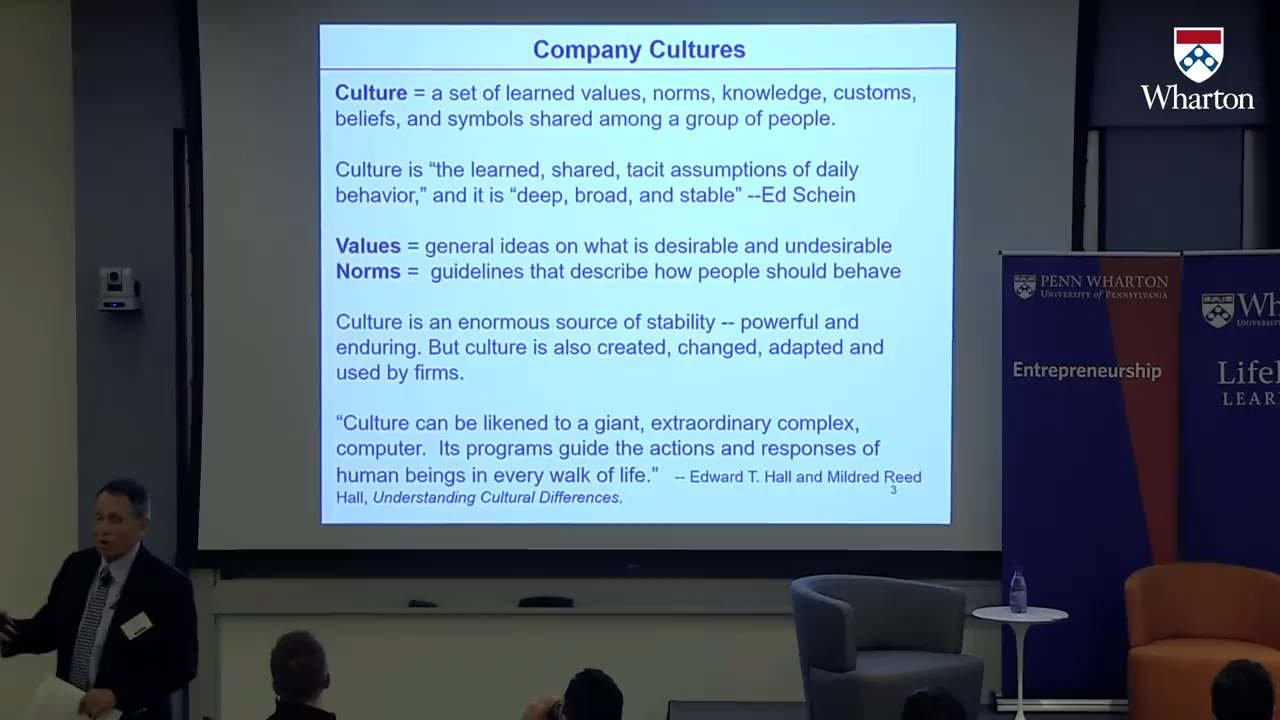 Company Cultures
Culture = a set of learned values, norms, knowledge, customs,
beliefs, and symbols shared among a group of people.
Culture is “the learned, shared, tacit assumptions of daily
behavior,” and it is “deep, broad, and stable” --Ed Schein
Values = general ideas on what is desirable and undesirable
Norms = guidelines that describe how people should behave
Culture is an enormous source of stability -- powerful and
enduring. But culture is also created, changed, adapted and
used by firms.
“Culture can be likened to a giant, extraordinary complex,
computer. Its programs guide the actions and responses of
human beings in every walk of life.” -- Edward T. Hall and Mildred Reed
Hall, Understanding Cultural Differences.
3
Wharton
PENN WHARTON
UNIVERSITY of PENNSYLVANIA
Entrepreneurship
Wh
UNIVERSI
Lifel
LEAR